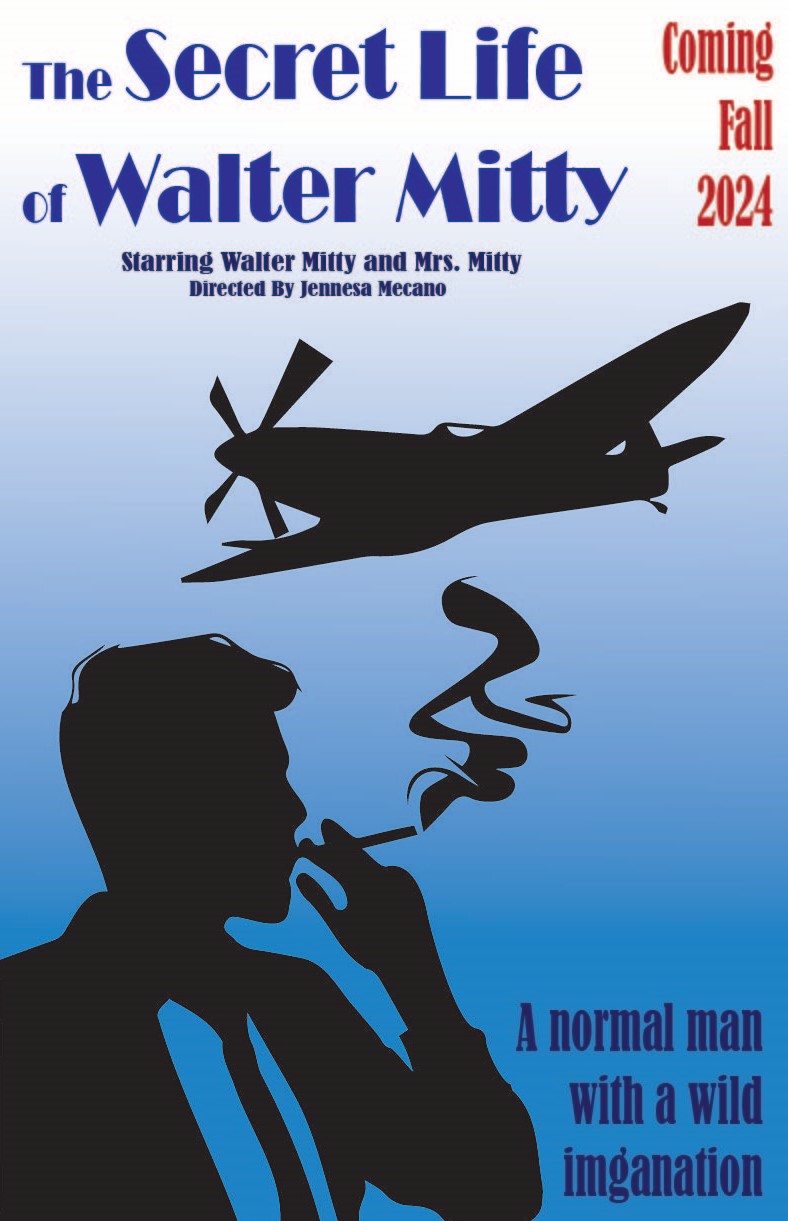 The Secret Life
of Walter Mitty
Coming
Fall
2024
Starring Walter Mitty and Mrs. Mitty
Directed By Jennesa Mecano
A normal man
with a wild
imganation